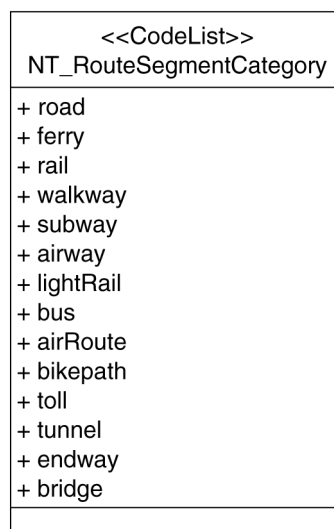 <<CodeList>>
NT_RouteSegmentCategory
+ road
+ ferry
+ rail
+ walkway
+ subway
+ airway
+ lightRail
+ bus
+ airRoute
+ bikepath
+ toll
+ tunnel
+ endway
+ bridge